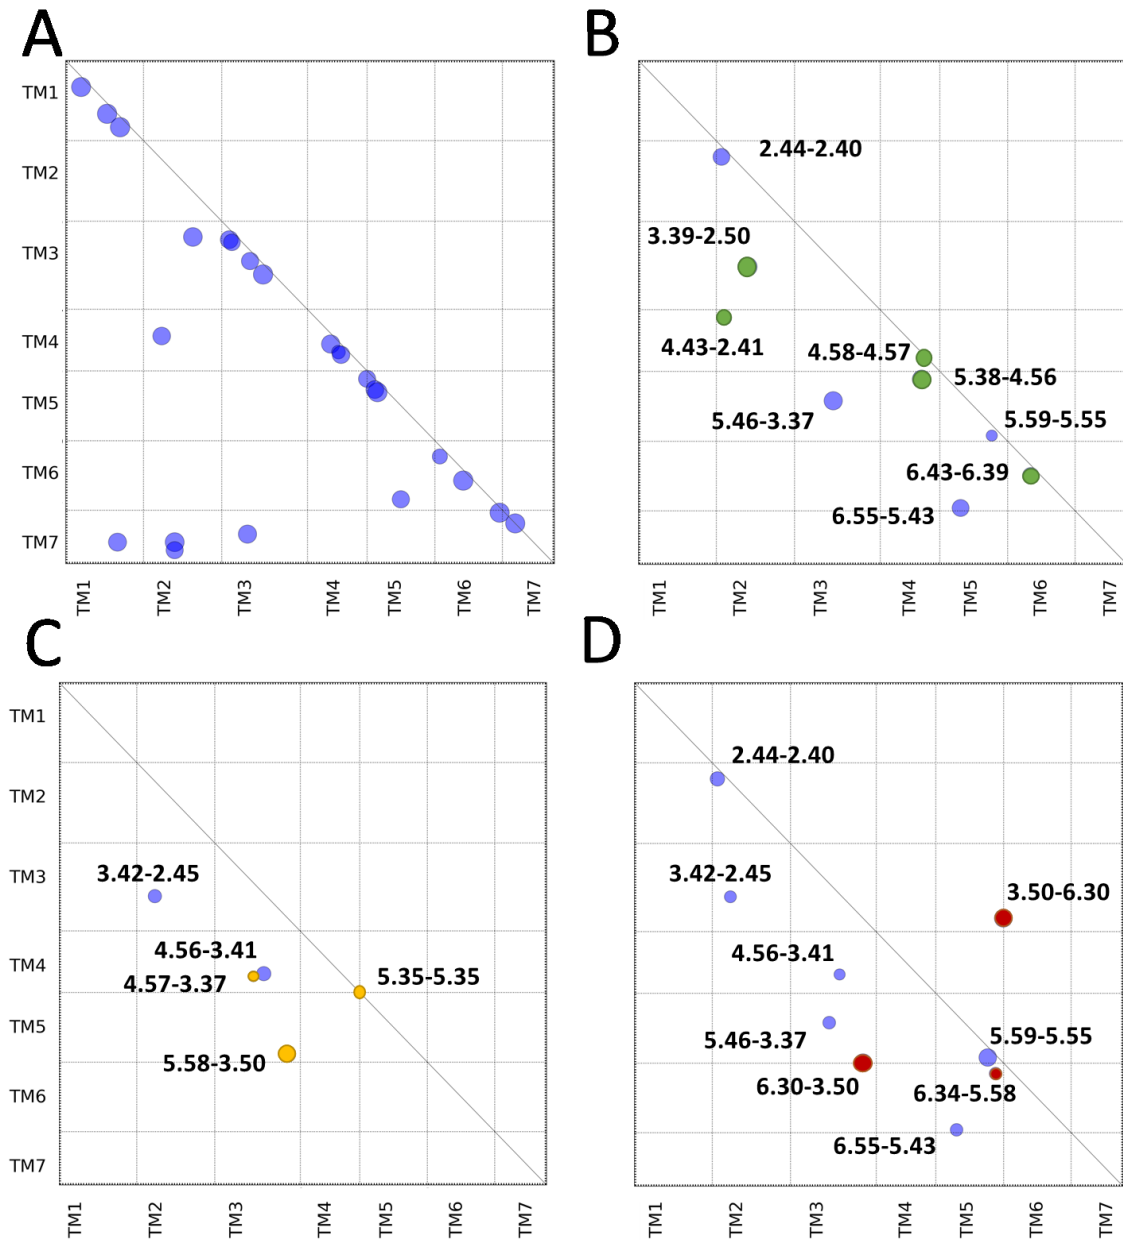 A
B
TM1
TM2
TM3
TM4
TM5
TM6
TM7
TM1
TM2
TM3
TM4
TM5
TM6
TM7
2.44-2.40
3.39-2.50
4.43-2.41
4.58-4.57
5.38-4.56
5.46-3.37
5.59-5.55
6.43-6.39
6.55-5.43
TM1
TM2
TM3
TM4
TM5
TM6
TM7
C
D
TM1
TM2
TM3
TM4
TM5
TM6
TM7
3.42-2.45
4.56-3.41
4.57-3.37
5.35-5.35
5.58-3.50
TM1
TM2
TM3
TM4
TM5
TM6
TM7
2.44-2.40
3.42-2.45
3.50-6.30
4.56-3.41
5.46-3.37
5.59-5.55
6.30-3.50
6.34-5.58
6.55-5.43
TM1
TM2
TM3
TM4
TM5
TM6
TM7